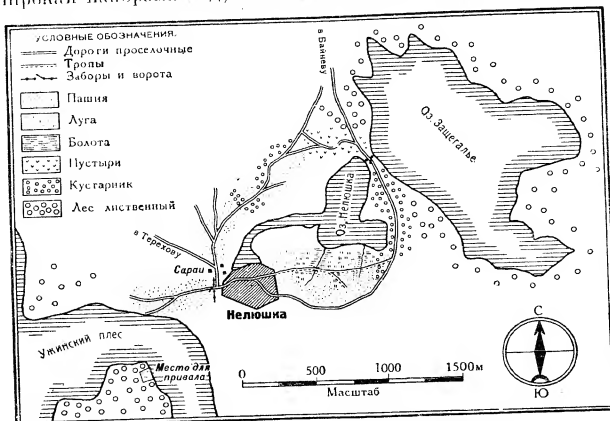 УСЛОВНЫЕ ОБОЗНАЧЕНИЯ:
Дороги проселочные
Тропы
Заборы и ворота
Пашня
Луга
Болота
Пустыри
Кустарник
Лес лиственный
в Байневу
Оз. Защегалье
Оз. Нелюшка
в Терехову
Сараи
Нелюшка
Ужинский плес
Место для
привала
0 500 1000 1500м
Масштаб
С
Ю